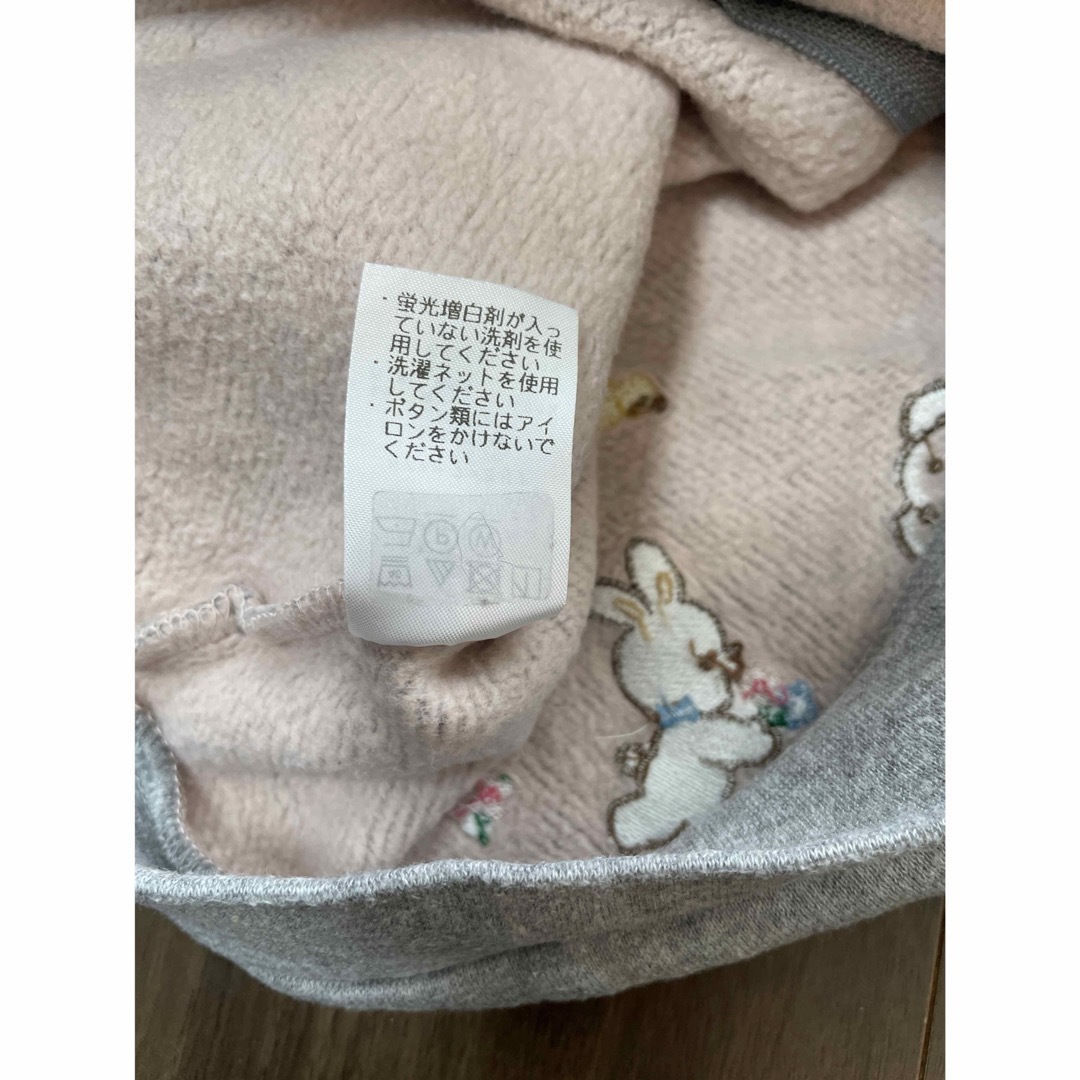 ・蛍光増白剤が入っ
ていない洗剤を使
用してください
・洗濯ネットを使用
してください
・ボタン類にはアイ
ロンをかけないで
ください